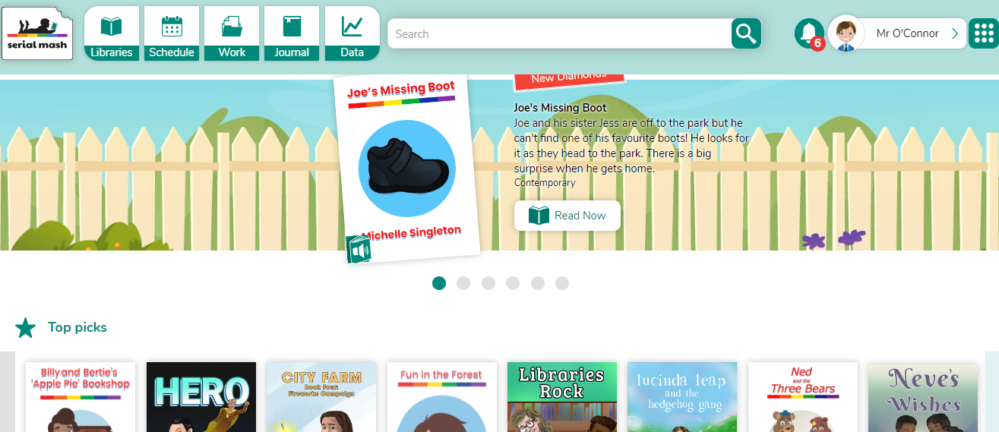 serial mash
Libraries
Schedule
Work
Journal
Data
Search
6
Mr O'Connor
New Diamonds
Joe's Missing Boot
Michelle Singleton
Joe's Missing Boot
Joe and his sister Jess are off to the park but he
can't find one of his favourite boots! He looks for
it as they head to the park. There is a big
surprise when he gets home.
Contemporary
Read Now
Top picks
Billy and Bertie's
'Apple Pie' Bookshop
HERO
CITY FARM
Book Four:
Fireworks Campaign
Fun in the Forest
Libraries
Rock
lucinda leap
and the
hedgehog gang
Ned
and the
Three Bears
Neve's
Wishes